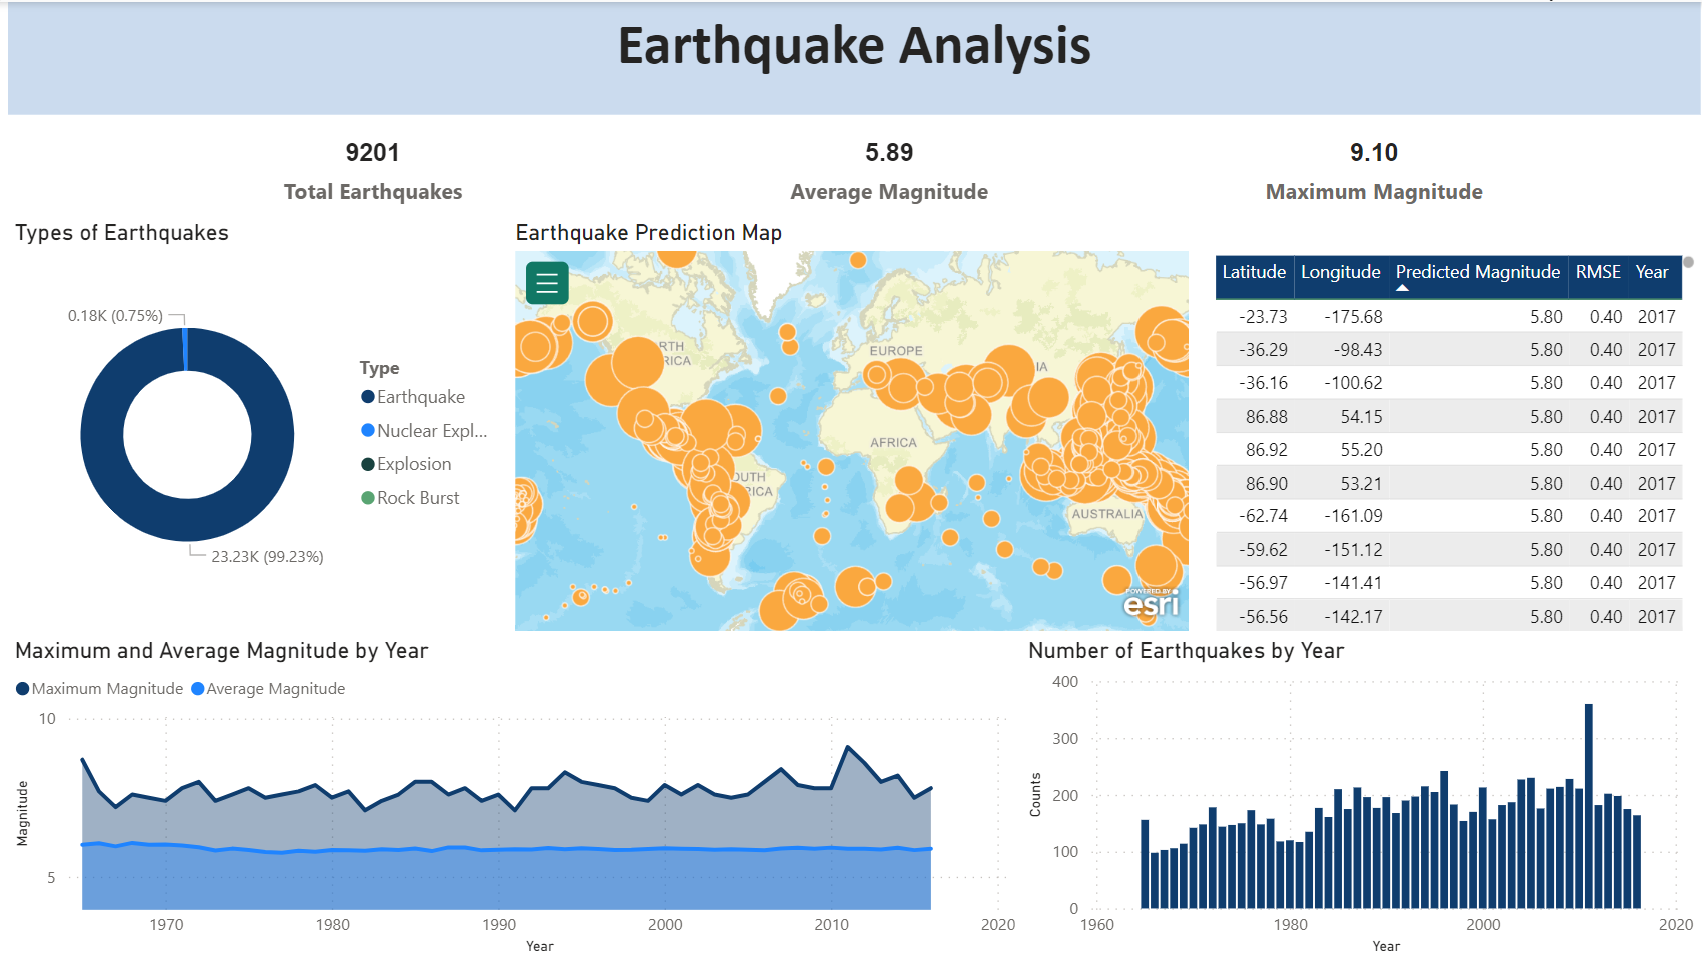 Earthquake Analysis
9201
Total Earthquakes
5.89
Average Magnitude
9.10
Maximum Magnitude
Types of Earthquakes
0.18K (0.75%)
23.23K (99.23%)
Type
Earthquake
Nuclear Expl...
Explosion
Rock Burst
Earthquake Prediction Map
RTH
RICA
EUROPE
IA
AFRICA
OUTH
RICA
AUSTRALIA
POWERED BY
esri
Latitude Longitude Predicted Magnitude RMSE Year
-23.73 -175.68 5.80 0.40 2017
-36.29 -98.43 5.80 0.40 2017
-36.16 -100.62 5.80 0.40 2017
86.88 54.15 5.80 0.40 2017
86.92 55.20 5.80 0.40 2017
86.90 53.21 5.80 0.40 2017
-62.74 -161.09 5.80 0.40 2017
-59.62 -151.12 5.80 0.40 2017
-56.97 -141.41 5.80 0.40 2017
-56.56 -142.17 5.80 0.40 2017
Maximum and Average Magnitude by Year
Maximum Magnitude Average Magnitude
Magnitude
10
5
1970 1980 1990 2000 2010 2020
Year
Number of Earthquakes by Year
Counts
400
300
200
100
0
1960 1980 2000 2020
Year